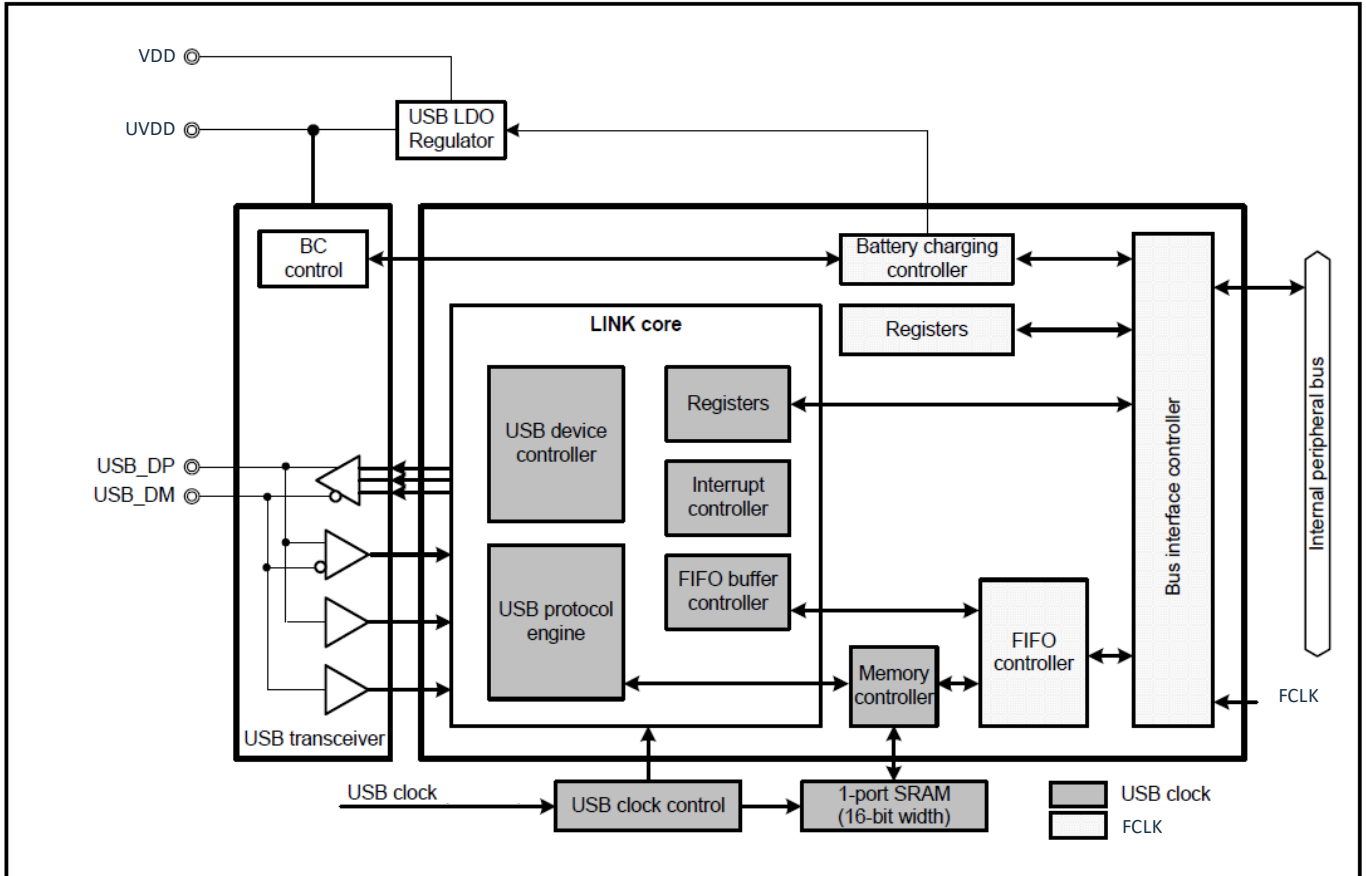 VDD
UVDD
USB LDO
Regulator
BC
control
Battery charging
controller
Registers
LINK core
USB device
controller
Registers
Interrupt
controller
USB_DP
USB_DM
USB protocol
engine
FIFO buffer
controller
FIFO
controller
Memory
controller
Bus interface controller
Internal peripheral bus
FCLK
USB transceiver
USB clock
USB clock control
1-port SRAM
(16-bit width)
USB clock
FCLK